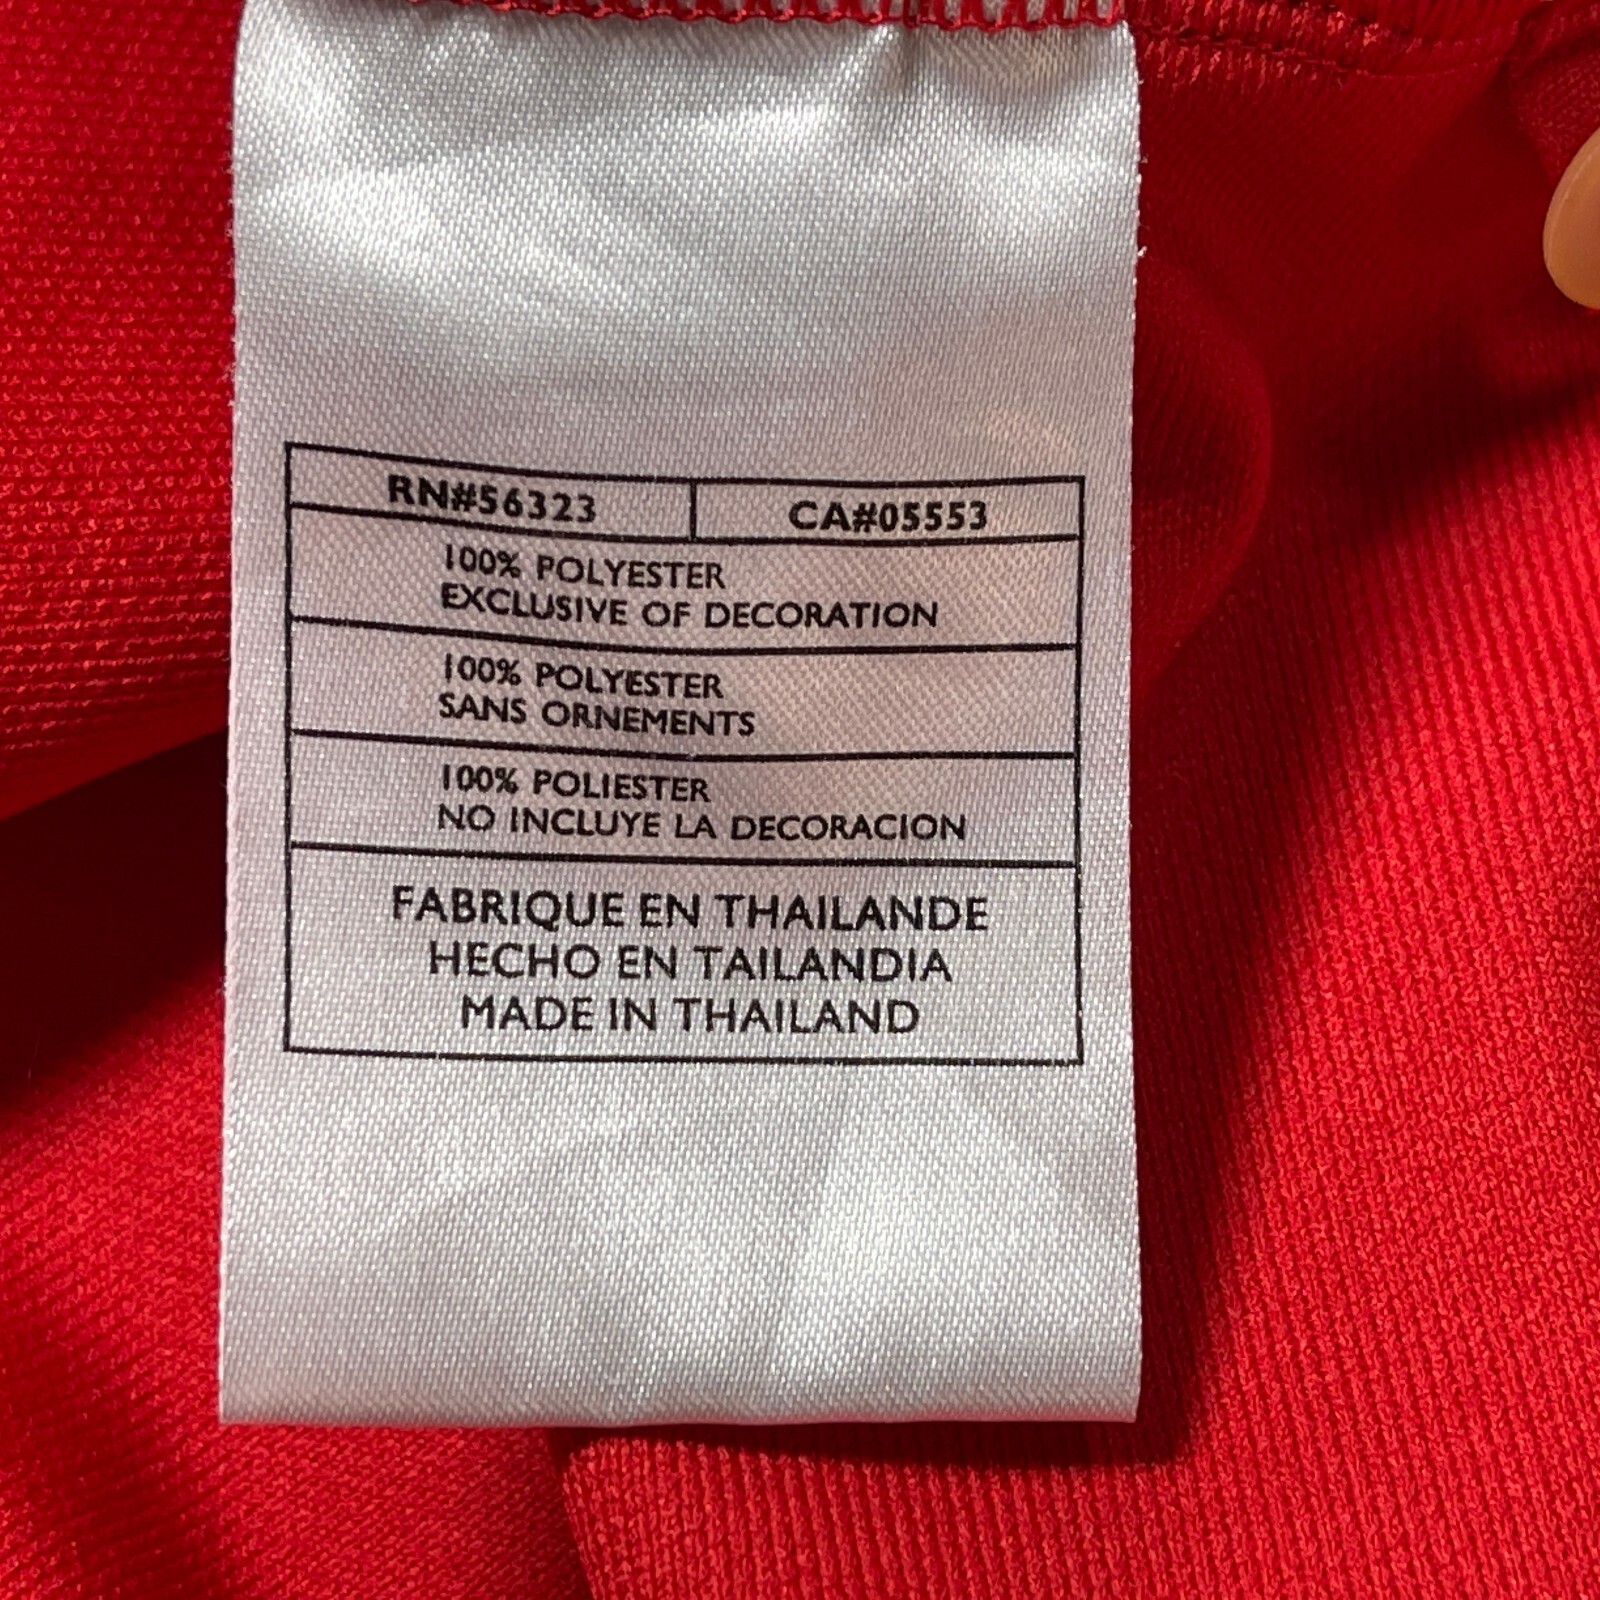 RN#56323 CA#05553
100% POLYESTER
EXCLUSIVE OF DECORATION
100% POLYESTER
SANS ORNEMENTS
100% POLIESTER
NO INCLUYE LA DECORACION
FABRIQUE EN THAILANDE
HECHO EN TAILANDIA
MADE IN THAILAND